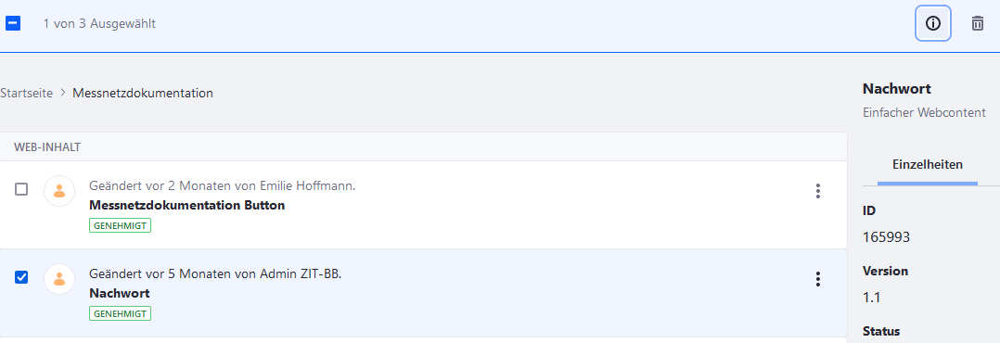 1 von 3 Ausgewählt
Startseite > Messnetzdokumentation
WEB-INHALT
Geändert vor 2 Monaten von Emilie Hoffmann.
Messnetzdokumentation Button
GENEHMIGT
Geändert vor 5 Monaten von Admin ZIT-BB.
Nachwort
GENEHMIGT
Nachwort
Einfacher Webcontent
Einzelheiten
ID
165993
Version
1.1
Status